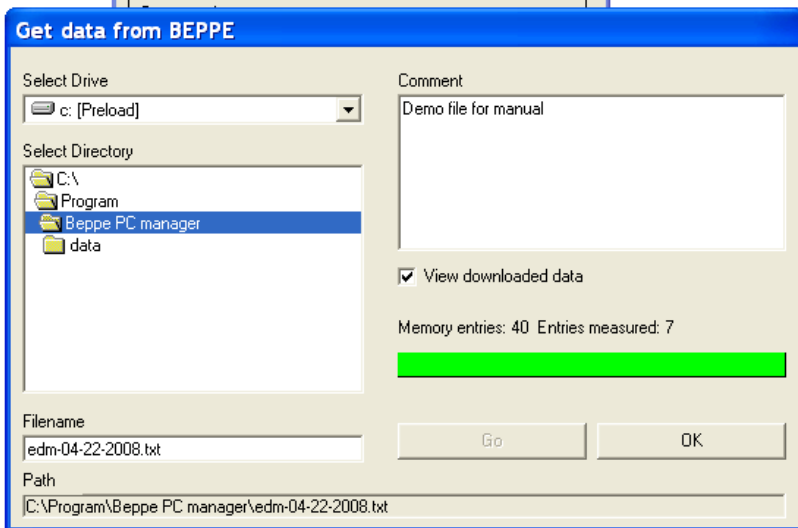 Get data from BEPPE
Select Drive
c: [Preload]
Select Directory
C:\
Program
Beppe PC manager
data
Filename
edm-04-22-2008.txt
Comment
Demo file for manual
View downloaded data
Memory entries: 40 Entries measured: 7
Go
OK
Path
C:\Program\Beppe PC manager\edm-04-22-2008.txt